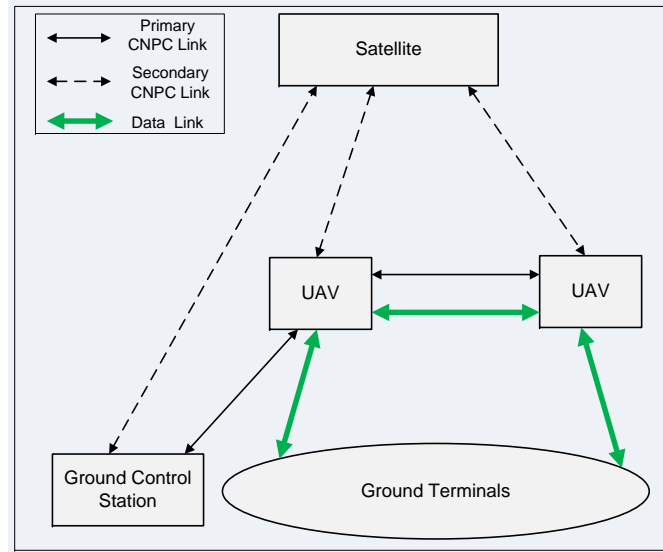 Primary
CNPC Link
Secondary
CNPC Link
Data Link
Satellite
UAV
UAV
Ground Control
Station
Ground Terminals